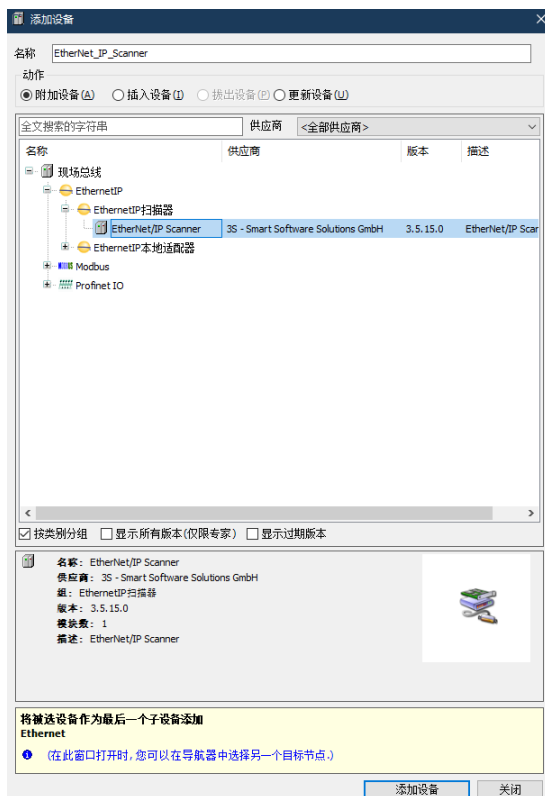 添加设备
名称 EtherNet_IP_Scanner
动作
附加设备(A) 插入设备(I) 拔出设备(P) 更新设备(U)
全文搜索的字符串 供应商 <全部供应商>
名称 供应商 版本 描述
现场总线
EthernetIP
EthernetIP扫描器
EtherNet/IP Scanner 3S - Smart Software Solutions GmbH 3.5.15.0 EtherNet/IP Scar
EthernetIP本地适配器
Modbus
Profinet IO
按类别分组 显示所有版本(仅限专家) 显示过期版本
名称: EtherNet/IP Scanner
供应商: 3S - Smart Software Solutions GmbH
组: EthernetIP扫描器
版本: 3.5.15.0
模块数: 1
描述: EtherNet/IP Scanner
将被选设备作为最后一个子设备添加
Ethernet
(在此窗口打开时, 您可以在导航器中选择另一个目标节点.)
添加设备 关闭